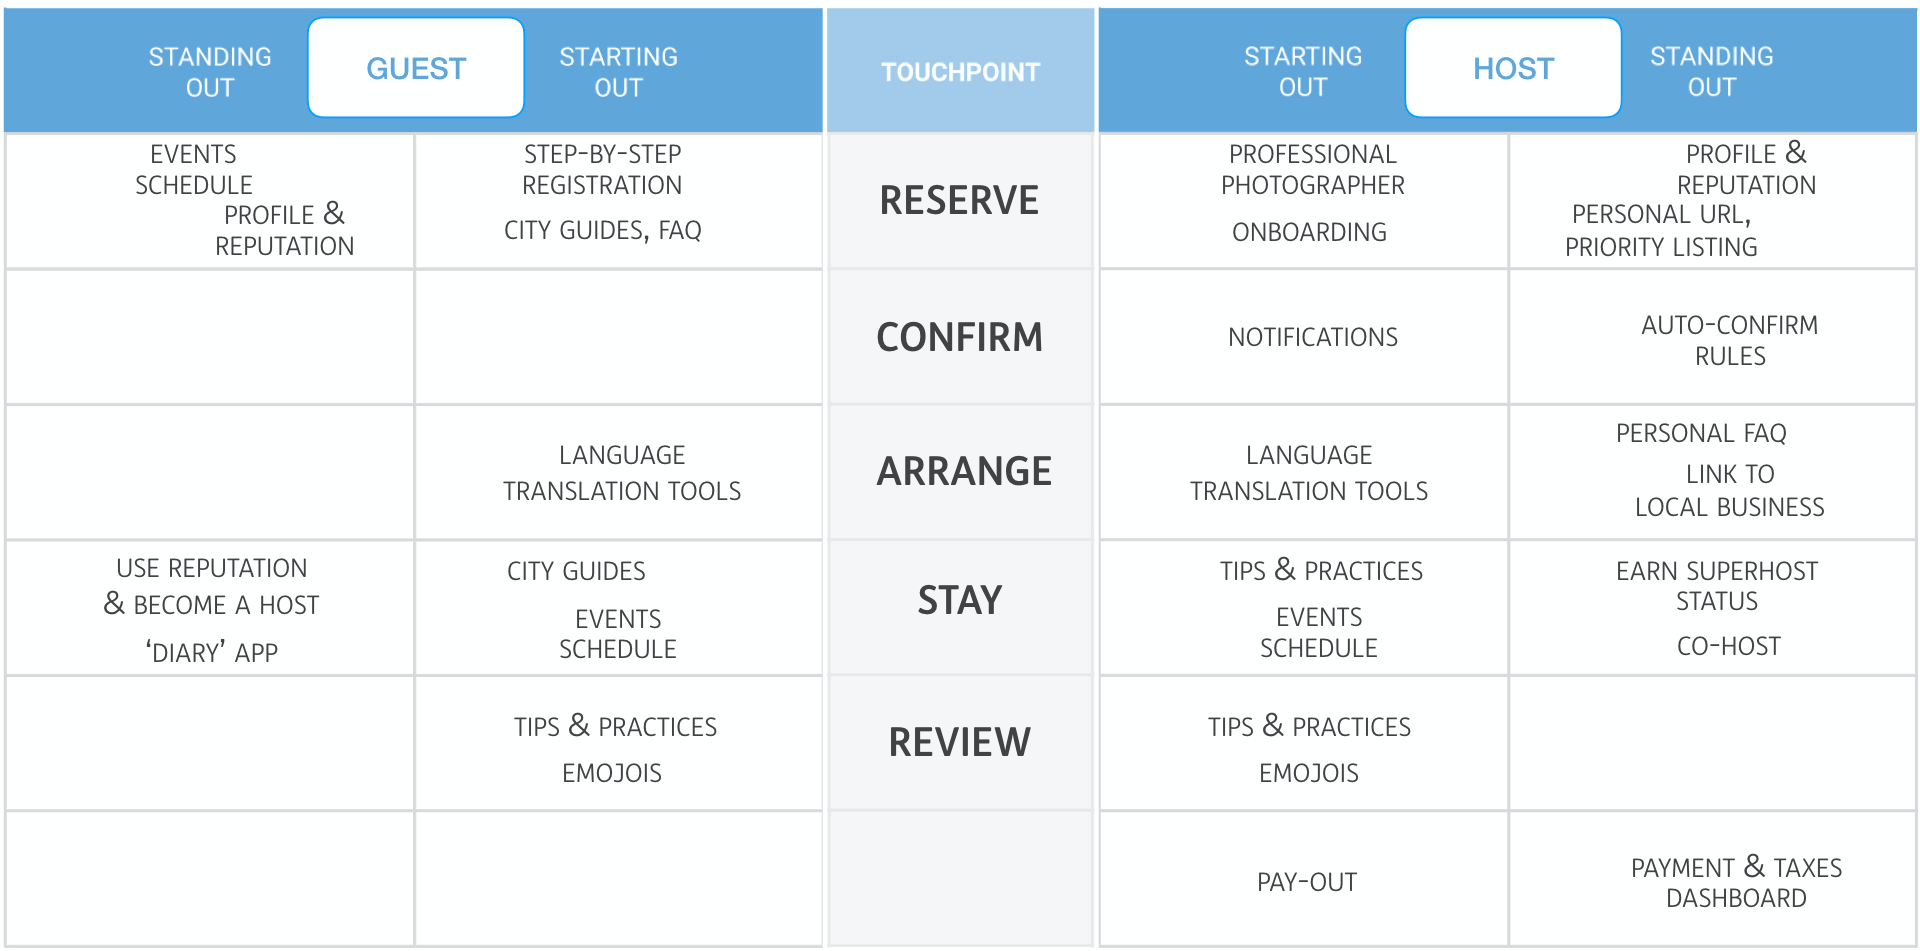 STANDING
OUT
GUEST
STARTING
OUT
TOUCHPOINT
STARTING
OUT
HOST
STANDING
OUT
EVENTS
SCHEDULE
PROFILE &
REPUTATION
STEP-BY-STEP
REGISTRATION
CITY GUIDES, FAQ
RESERVE
PROFESSIONAL
PHOTOGRAPHER
ONBOARDING
PROFILE &
REPUTATION
PERSONAL URL,
PRIORITY LISTING
CONFIRM
NOTIFICATIONS
AUTO-CONFIRM
RULES
LANGUAGE
TRANSLATION TOOLS
ARRANGE
LANGUAGE
TRANSLATION TOOLS
PERSONAL FAQ
LINK TO
LOCAL BUSINESS
USE REPUTATION
& BECOME A HOST
‘DIARY’ APP
CITY GUIDES
EVENTS
SCHEDULE
STAY
TIPS & PRACTICES
EVENTS
SCHEDULE
EARN SUPERHOST
STATUS
CO-HOST
TIPS & PRACTICES
EMOJOIS
REVIEW
TIPS & PRACTICES
EMOJOIS
PAY-OUT
PAYMENT & TAXES
DASHBOARD